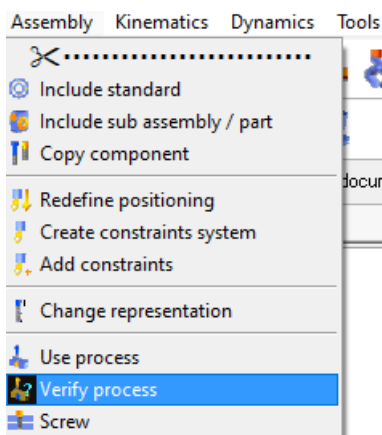 Assembly Kinematics Dynamics Tools
Include standard
Include sub assembly / part
Copy component
docur
Redefine positioning
Create constraints system
Add constraints
Change representation
Use process
Verify process
Screw